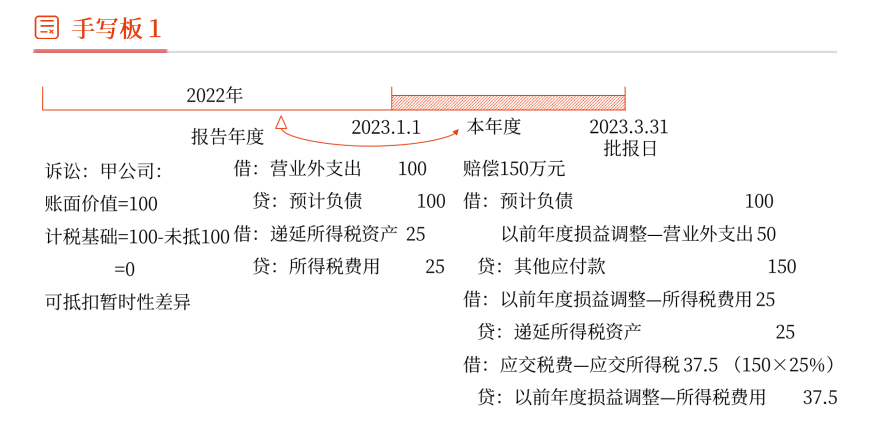 手写板 1
2022年
报告年度
2023.1.1
本年度
2023.3.31
批报日
诉讼：甲公司：
账面价值=100
计税基础=100-未抵100
=0
可抵扣暂时性差异
借：营业外支出 100
贷：预计负债 100
借：递延所得税资产 25
贷：所得税费用 25
赔偿150万元
借：预计负债 100
以前年度损益调整—营业外支出 50
贷：其他应付款 150
借：以前年度损益调整—所得税费用 25
贷：递延所得税资产 25
借：应交税费—应交所得税 37.5 （150×25%）
贷：以前年度损益调整—所得税费用 37.5